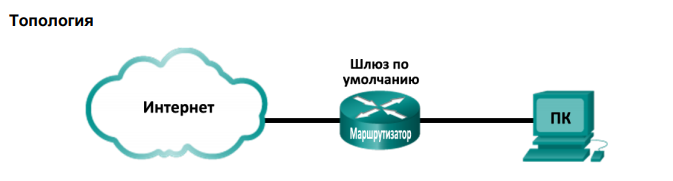 Топология
Шлюз по
умолчанию
Интернет
Маршрутизатор
ПК